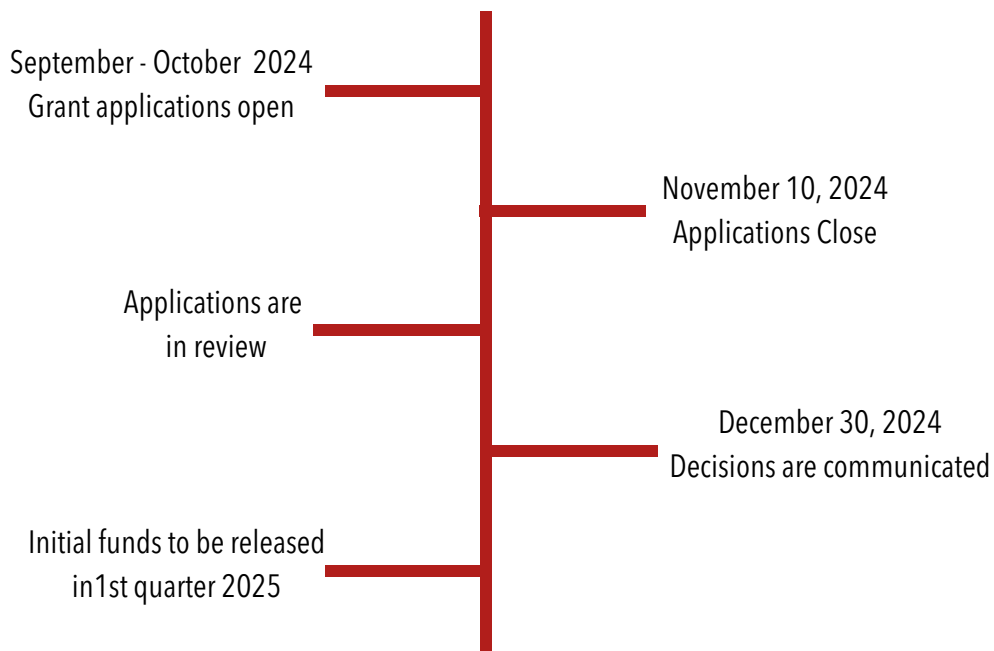 September - October  2024
Grant applications open
November 10, 2024
Applications Close
Applications are
in review
December 30, 2024
Decisions are communicated
Initial funds to be released
in1st quarter 2025